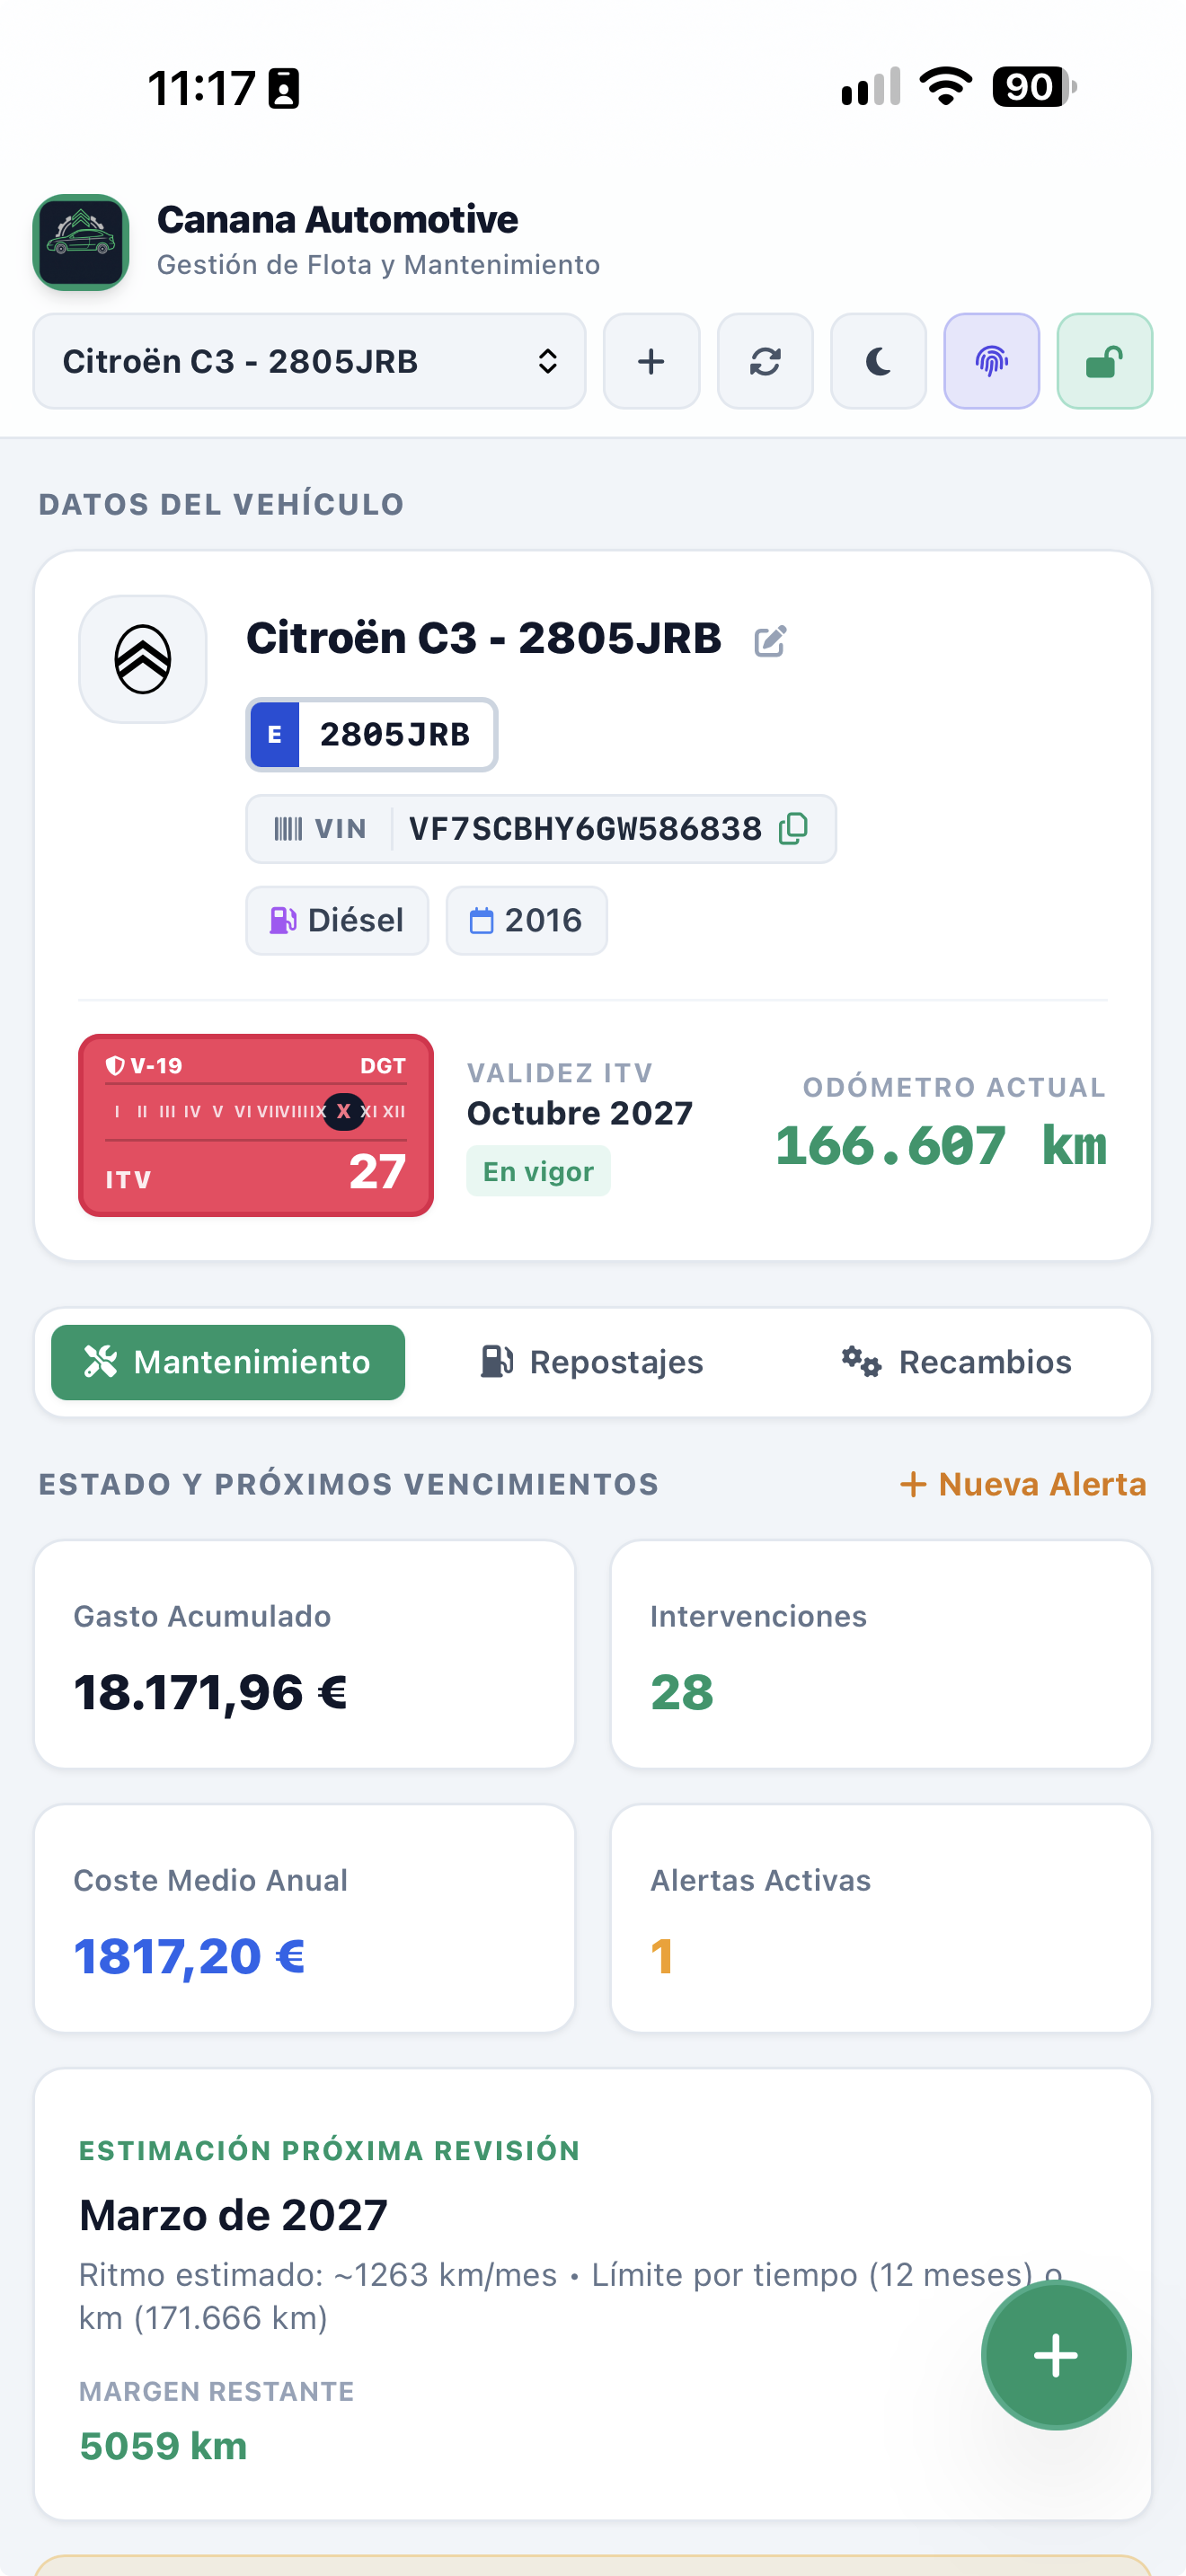 11:17
90
Canana Automotive
Gestión de Flota y Mantenimiento
Citroën C3 - 2805JRB
DATOS DEL VEHÍCULO
Citroën C3 - 2805JRB
E 2805JRB
VIN VF7SCBHY6GW586838
Diésel 2016
V-19 DGT
I II III IV V VI VII VIII IX X XI XII
ITV 27
VALIDEZ ITV
Octubre 2027
En vigor
ODÓMETRO ACTUAL
166.607 km
Mantenimiento Repostajes Recambios
ESTADO Y PRÓXIMOS VENCIMIENTOS
+ Nueva Alerta
Gasto Acumulado
18.171,96 €
Intervenciones
28
Coste Medio Anual
1817,20 €
Alertas Activas
1
ESTIMACIÓN PRÓXIMA REVISIÓN
Marzo de 2027
Ritmo estimado: ~1263 km/mes • Límite por tiempo (12 meses) o
km (171.666 km)
MARGEN RESTANTE
5059 km